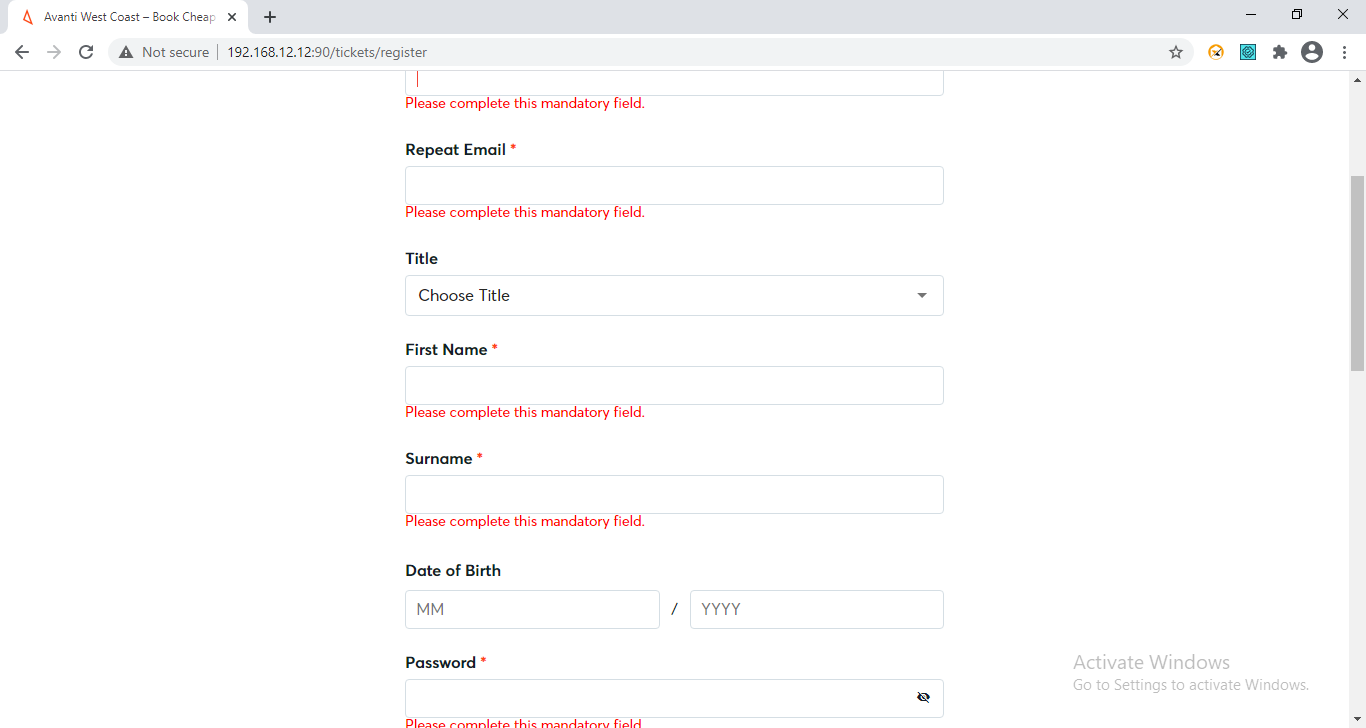 Avanti West Coast – Book Cheap
Not secure
192.168.12.12:90/tickets/register
Please complete this mandatory field.
Repeat Email *
Please complete this mandatory field.
Title
Choose Title
First Name *
Please complete this mandatory field.
Surname *
Please complete this mandatory field.
Date of Birth
MM / YYYY
Password *
Please complete this mandatory field.
Activate Windows
Go to Settings to activate Windows.